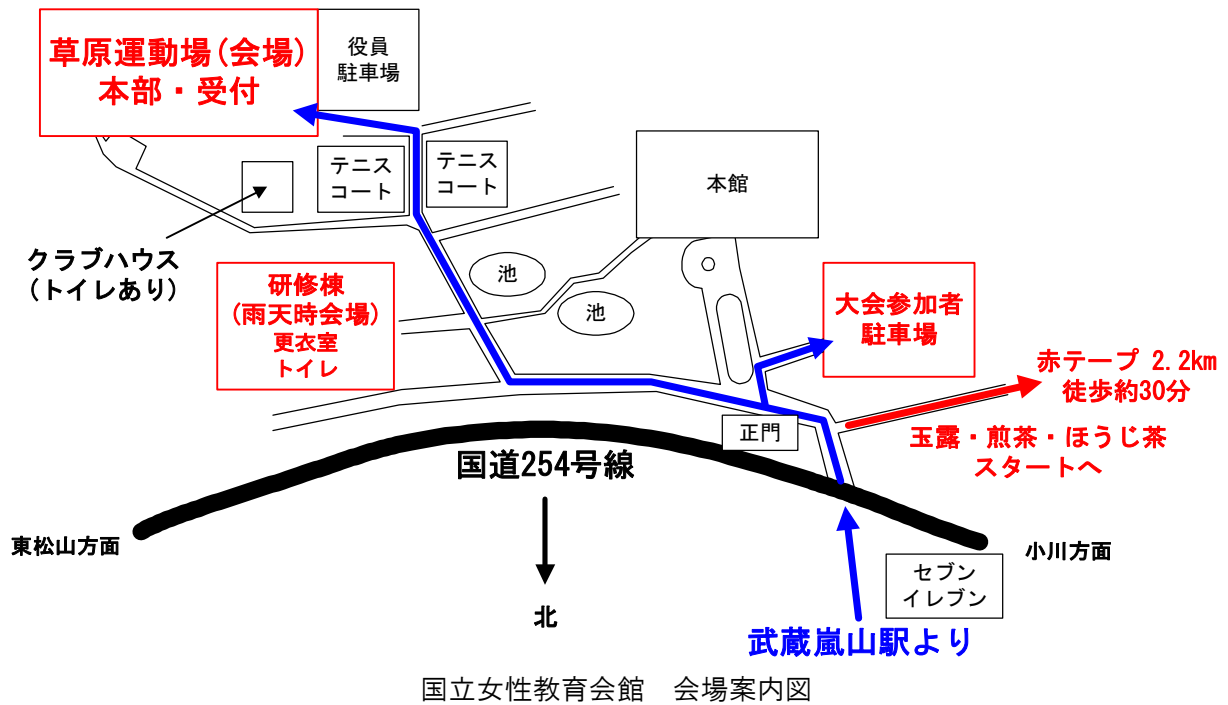 草原運動場(会場)
本部・受付
役員
駐車場
テニス
コート
テニス
コート
本館
クラブハウス
(トイレあり)
研修棟
(雨天時会場)
更衣室
トイレ
池
池
大会参加者
駐車場
赤テープ 2.2km
徒歩約30分
正門
玉露・煎茶・ほうじ茶
スタートへ
国道254号線
東松山方面
小川方面
セブン
イレブン
北
武蔵嵐山駅より
国立女性教育会館　会場案内図